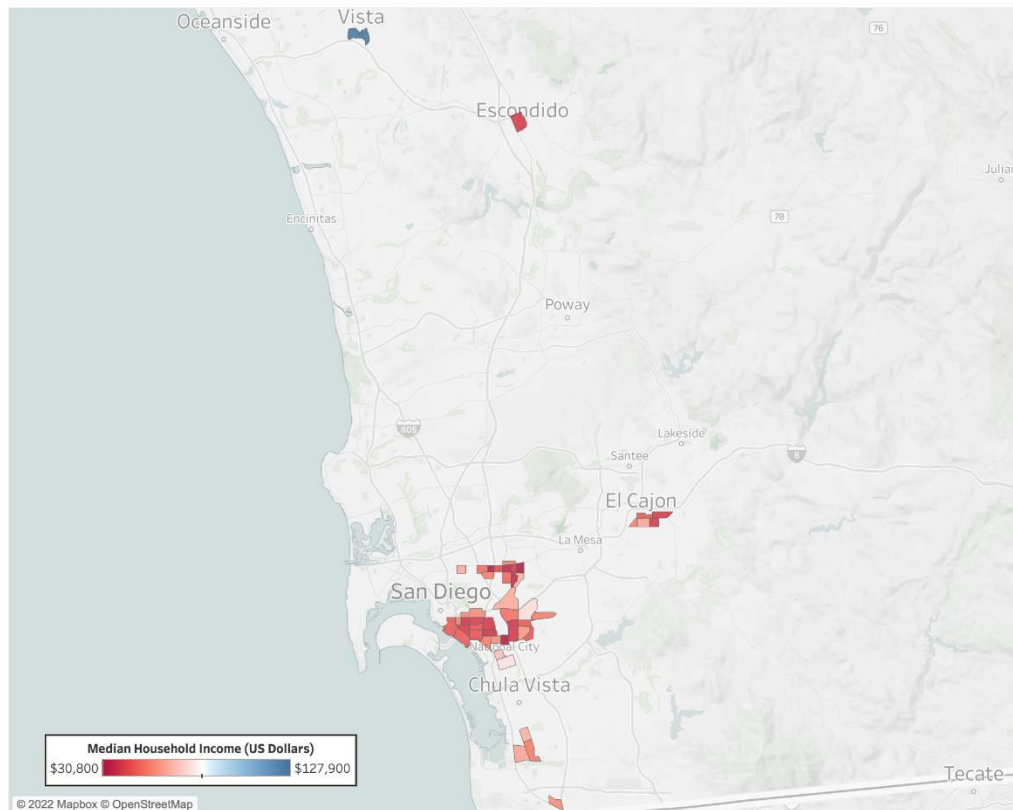 Oceanside
Vista
76
Escondido
Julian
Encinitas
78
Poway
805
Lakeside
Santee
8
El Cajon
La Mesa
San Diego
National City
Chula Vista
Median Household Income (US Dollars)
$30,800 $127,900
Tecate
© 2022 Mapbox © OpenStreetMap